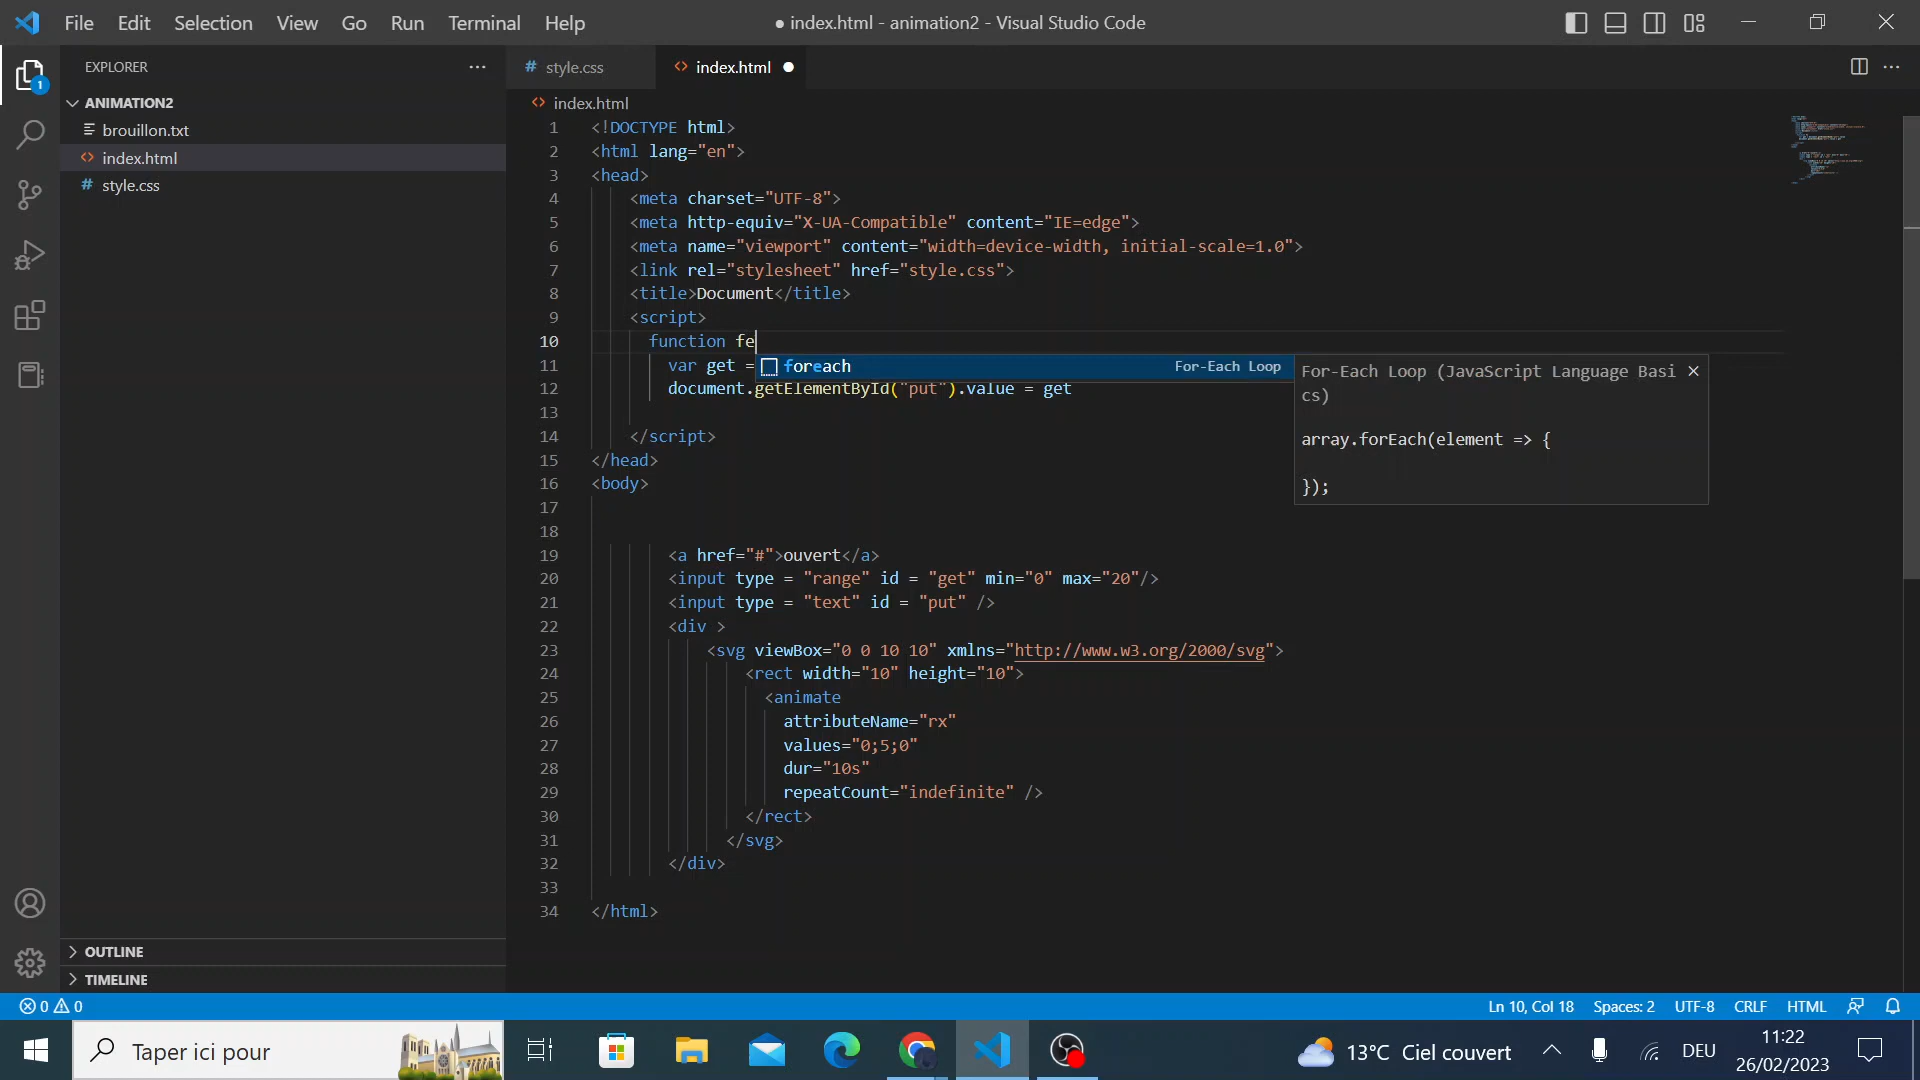 File Edit Selection View Go Run Terminal Help
● index.html - animation2 - Visual Studio Code
EXPLORER
ANIMATION2
brouillon.txt
index.html
style.css
OUTLINE
TIMELINE
1
# style.css
index.html
index.html
1 <!DOCTYPE html>
2 <html lang="en">
3 <head>
4 <meta charset="UTF-8">
5 <meta http-equiv="X-UA-Compatible" content="IE=edge">
6 <meta name="viewport" content="width=device-width, initial-scale=1.0">
7 <link rel="stylesheet" href="style.css">
8 <title>Document</title>
9 <script>
10 function fe
11 var get =
12 document.getElementById("put").value = get
13
14 </script>
15 </head>
16 <body>
17
18
19 <a href="#">ouvert</a>
20 <input type = "range" id = "get" min="0" max="20"/>
21 <input type = "text" id = "put" />
22 <div >
23 <svg viewBox="0 0 10 10" xmlns="http://www.w3.org/2000/svg">
24 <rect width="10" height="10">
25 <animate
26 attributeName="rx"
27 values="0;5;0"
28 dur="10s"
29 repeatCount="indefinite" />
30 </rect>
31 </svg>
32 </div>
33
34 </html>
foreach For-Each Loop
For-Each Loop (JavaScript Language Basi
cs)
array.forEach(element => {
});
0 0
Ln 10, Col 18 Spaces: 2 UTF-8 CRLF HTML
Taper ici pour
13°C Ciel couvert
DEU
11:22
26/02/2023